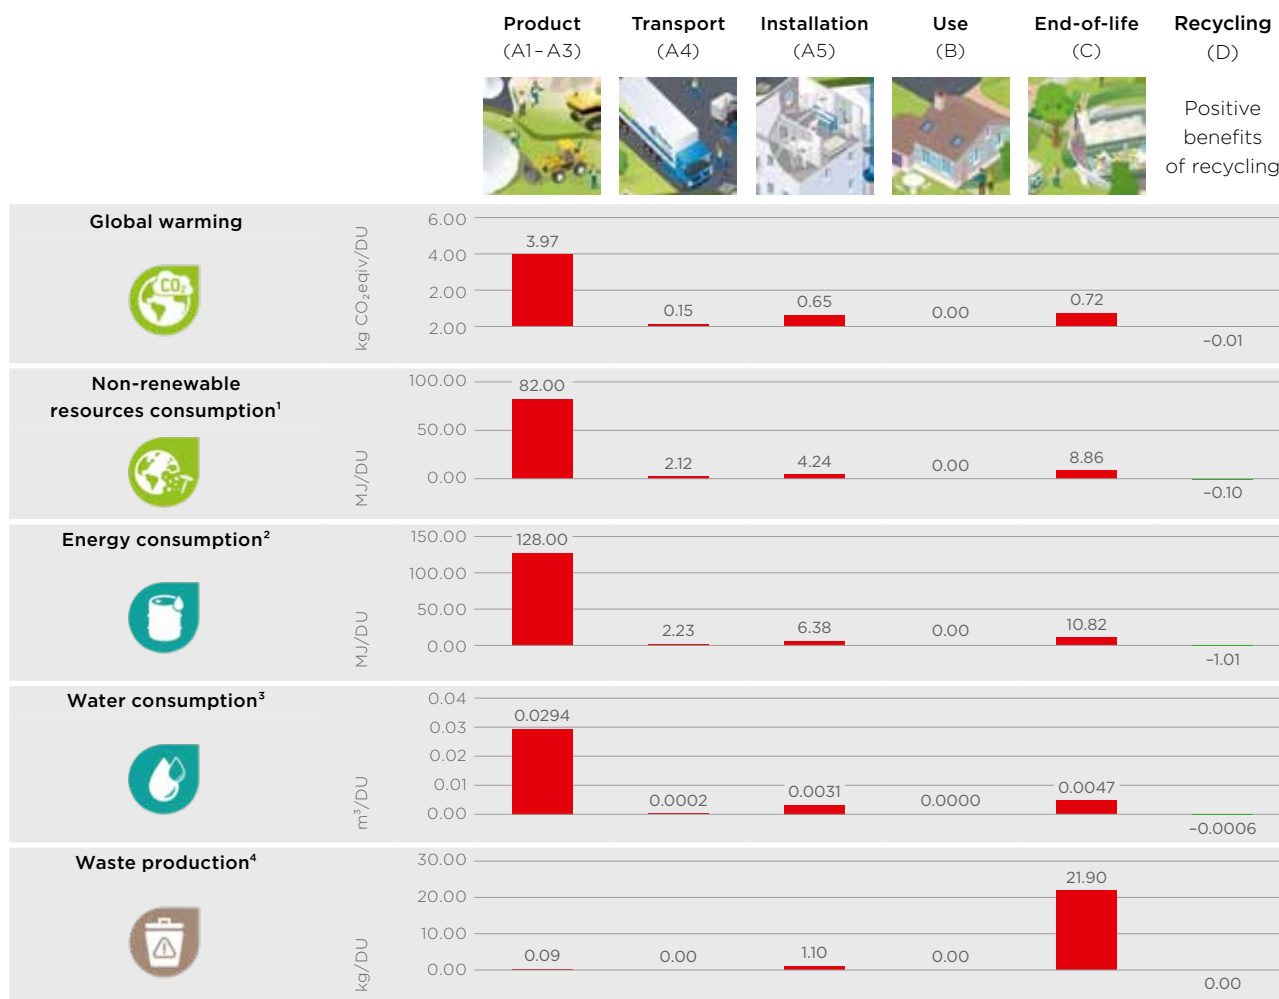 Product
(A1–A3)
Transport
(A4)
Installation
(A5)
Use
(B)
End-of-life
(C)
Recycling
(D)
Positive
benefits
of recycling
Global warming
CO₂
kg CO₂eqiv/DU
6.00
4.00
2.00
2.00
3.97
0.15
0.65
0.00
0.72
–0.01
Non-renewable
resources consumption¹
MJ/DU
100.00
50.00
0.00
82.00
2.12
4.24
0.00
8.86
–0.10
Energy consumption²
MJ/DU
150.00
100.00
50.00
0.00
128.00
2.23
6.38
0.00
10.82
–1.01
Water consumption³
m³/DU
0.04
0.03
0.02
0.01
0.00
0.0294
0.0002
0.0031
0.0000
0.0047
–0.0006
Waste production⁴
kg/DU
30.00
20.00
10.00
0.00
0.09
0.00
1.10
0.00
21.90
0.00